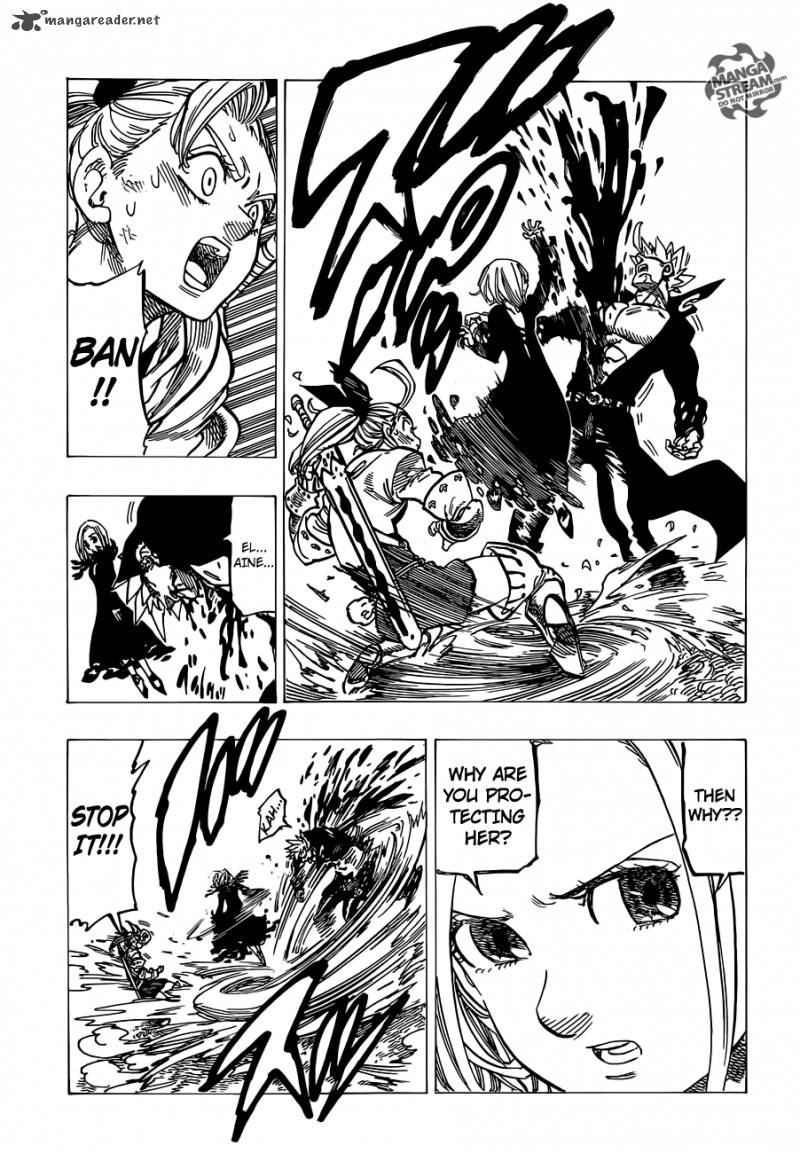 mangareader.net
MANGA
STREAM.com
DO NOT MIRROR
BAN
!!
EL...
AINE...
THEN
WHY??
WHY ARE
YOU PRO-
TECTING
HER?
KAH...
STOP
IT!!!